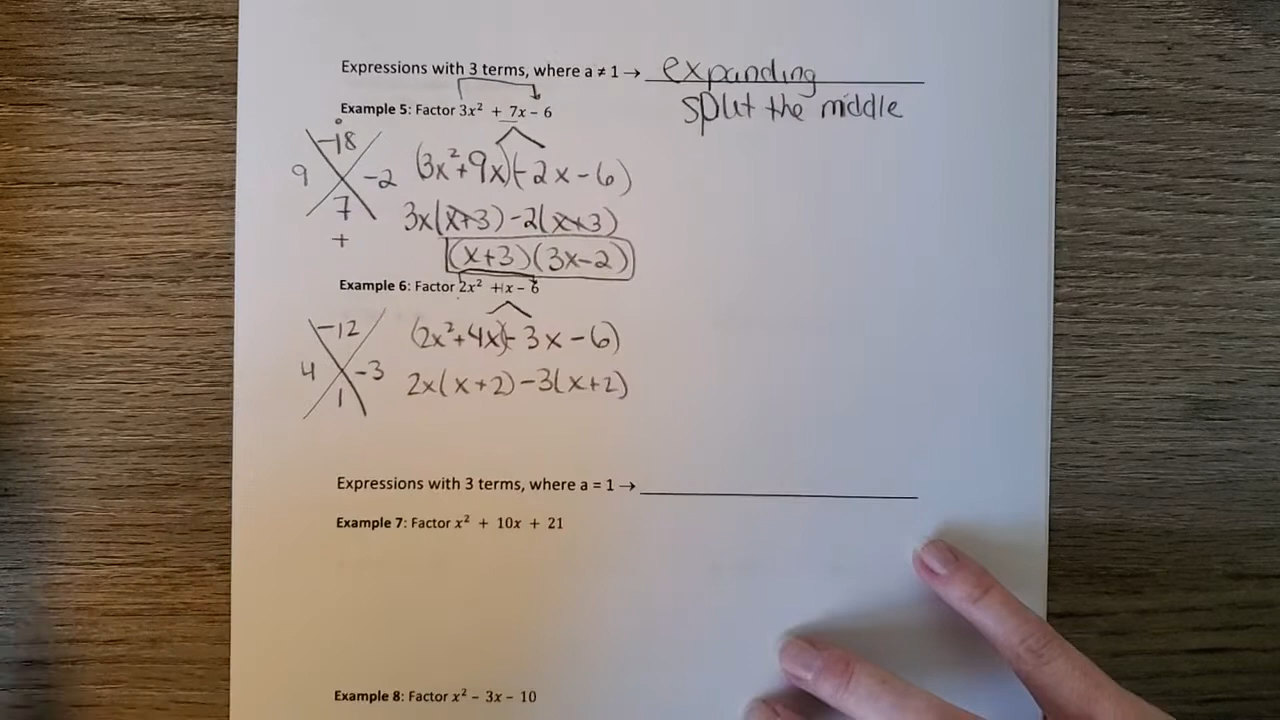 Expressions with 3 terms, where a ≠ 1 → expanding
split the middle
Example 5: Factor 3x² + 7x − 6
-18
9 -2
7
+
(3x²+9x)(-2x-6)
3x(x+3)-2(x+3)
(x+3)(3x-2)
Example 6: Factor 2x² +1x − 6
-12
4 -3
1
(2x²+4x)(-3x-6)
2x(x+2)-3(x+2)
Expressions with 3 terms, where a = 1 →
Example 7: Factor x² + 10x + 21
Example 8: Factor x² − 3x − 10